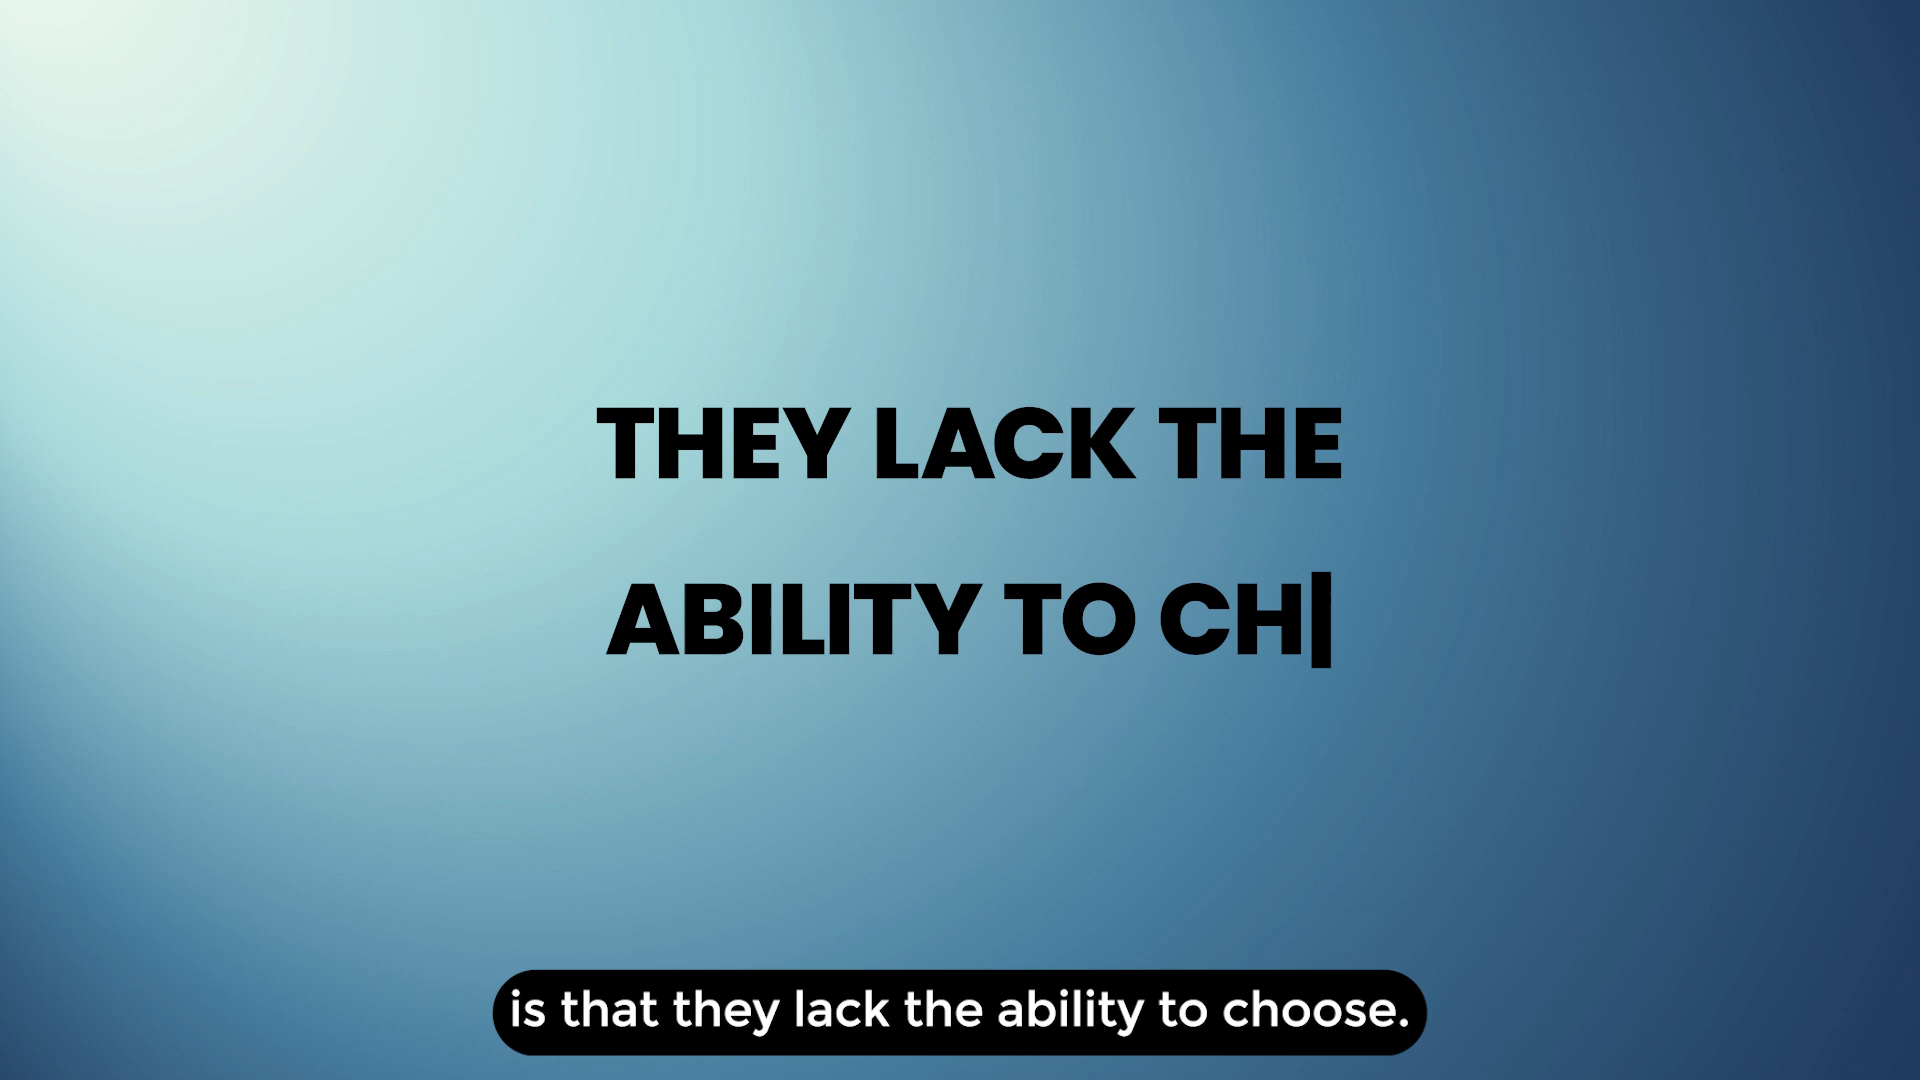 THEY LACK THE
ABILITY TO CH
is that they lack the ability to choose.